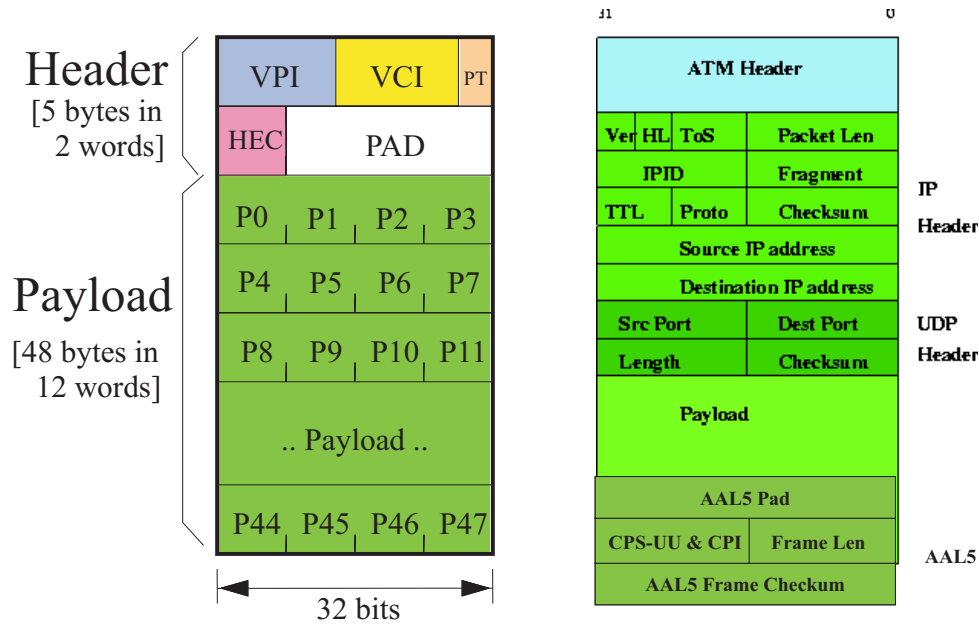 Header
[5 bytes in
2 words]
VPI VCI PT
HEC PAD
P0 P1 P2 P3
P4 P5 P6 P7
P8 P9 P10 P11
.. Payload ..
P44 P45 P46 P47
Payload
[48 bytes in
12 words]
32 bits
31 0
ATM Header
Ver HL ToS Packet Len
IPID Fragment
TTL Proto Checksum
Source IP address
Destination IP address
IP
Header
Src Port Dest Port
Length Checksum
UDP
Header
Payload
AAL5 Pad
CPS-UU & CPI Frame Len
AAL5 Frame Checkum
AAL5